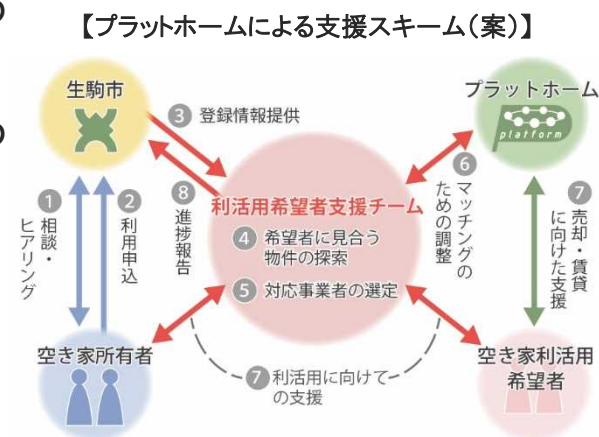 【プラットホームによる支援スキーム(案)】
生駒市
プラットホーム
platform
3 登録情報提供
1 相談・
ヒアリング
2 利用申込
8 進捗報告
利活用希望者支援チーム
4 希望者に見合う
物件の探索
5 対応事業者の選定
6 マッチングの
ための調整
7 売却・賃貸
に向けた支援
空き家所有者
空き家利活用
希望者
7 利活用に向けて
の支援